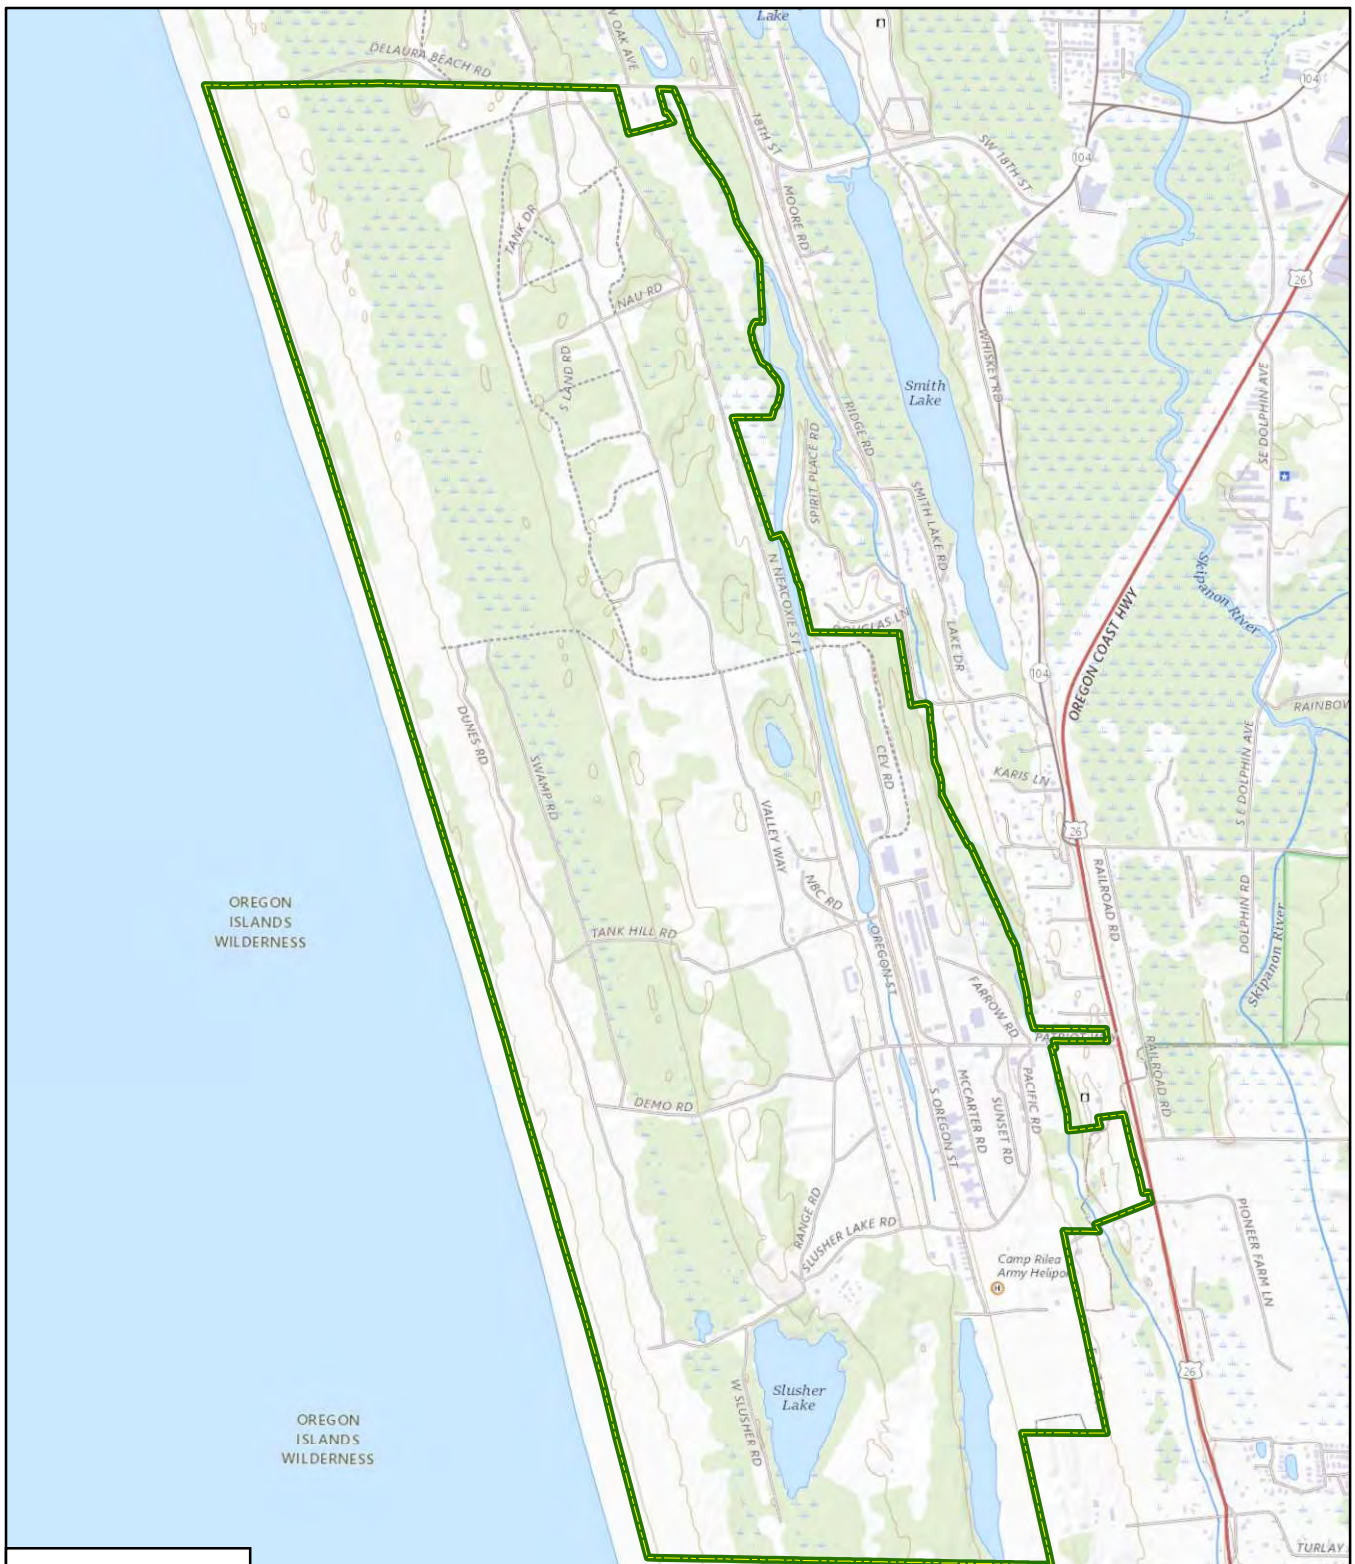 Lake
DELAURA BEACH RD
OAK AVE
104
104
18TH ST
SW 18TH ST
MOORE RD
TANK DR
26
NAU RD
WHISKEY RD
S LAND RD
Smith
Lake
SE DOLPHIN AVE
RIDGE RD
SPIRIT PLACE RD
SMITH LAKE RD
Skipanon River
N NEACOXIE ST
DOUGLAS LN
LAKE DR
104
OREGON COAST HWY
RAINBOW
DUNES RD
SWAMP RD
CEV RD
KARIS LN
S E DOLPHIN AVE
VALLEY WAY
26
NBC RD
RAILROAD RD
DOLPHIN RD
OREGON
ISLANDS
WILDERNESS
TANK HILL RD
OREGON ST
Skipanon River
FARROW RD
RAILROAD RD
DEMO RD
S OREGON ST
MCCARTER RD
SUNSET RD
PACIFIC RD
RANGE RD
SLUSHER LAKE RD
PIONEER FARM LN
Camp Rilea
Army Helipo
H
26
W SLUSHER RD
Slusher
Lake
OREGON
ISLANDS
WILDERNESS
TURLAY